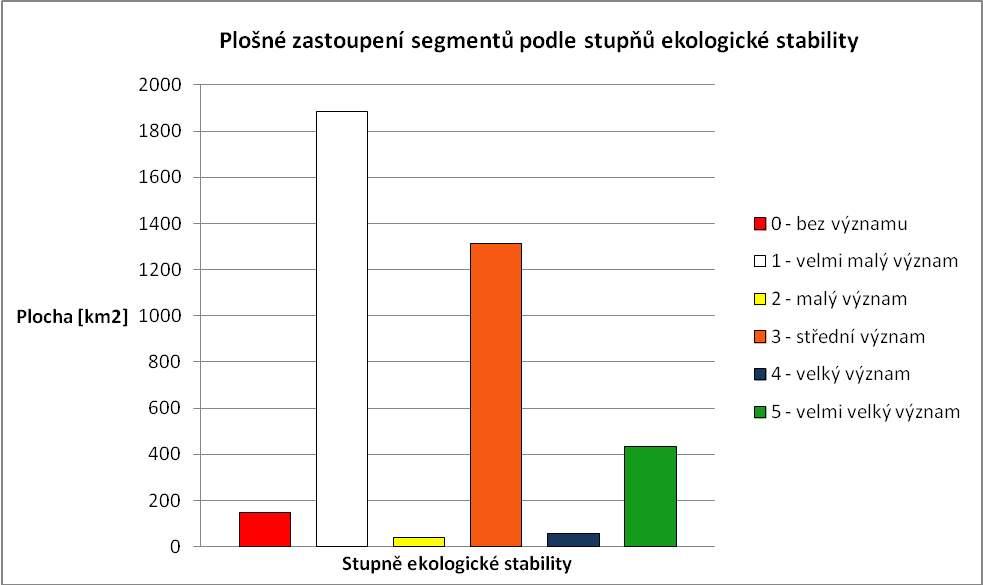 Plošné zastoupení segmentů podle stupňů ekologické stability
2000
1800
1600
1400
1200
1000
800
600
400
200
0
Plocha [km2]
Stupně ekologické stability
0 - bez významu
1 - velmi malý význam
2 - malý význam
3 - střední význam
4 - velký význam
5 - velmi velký význam